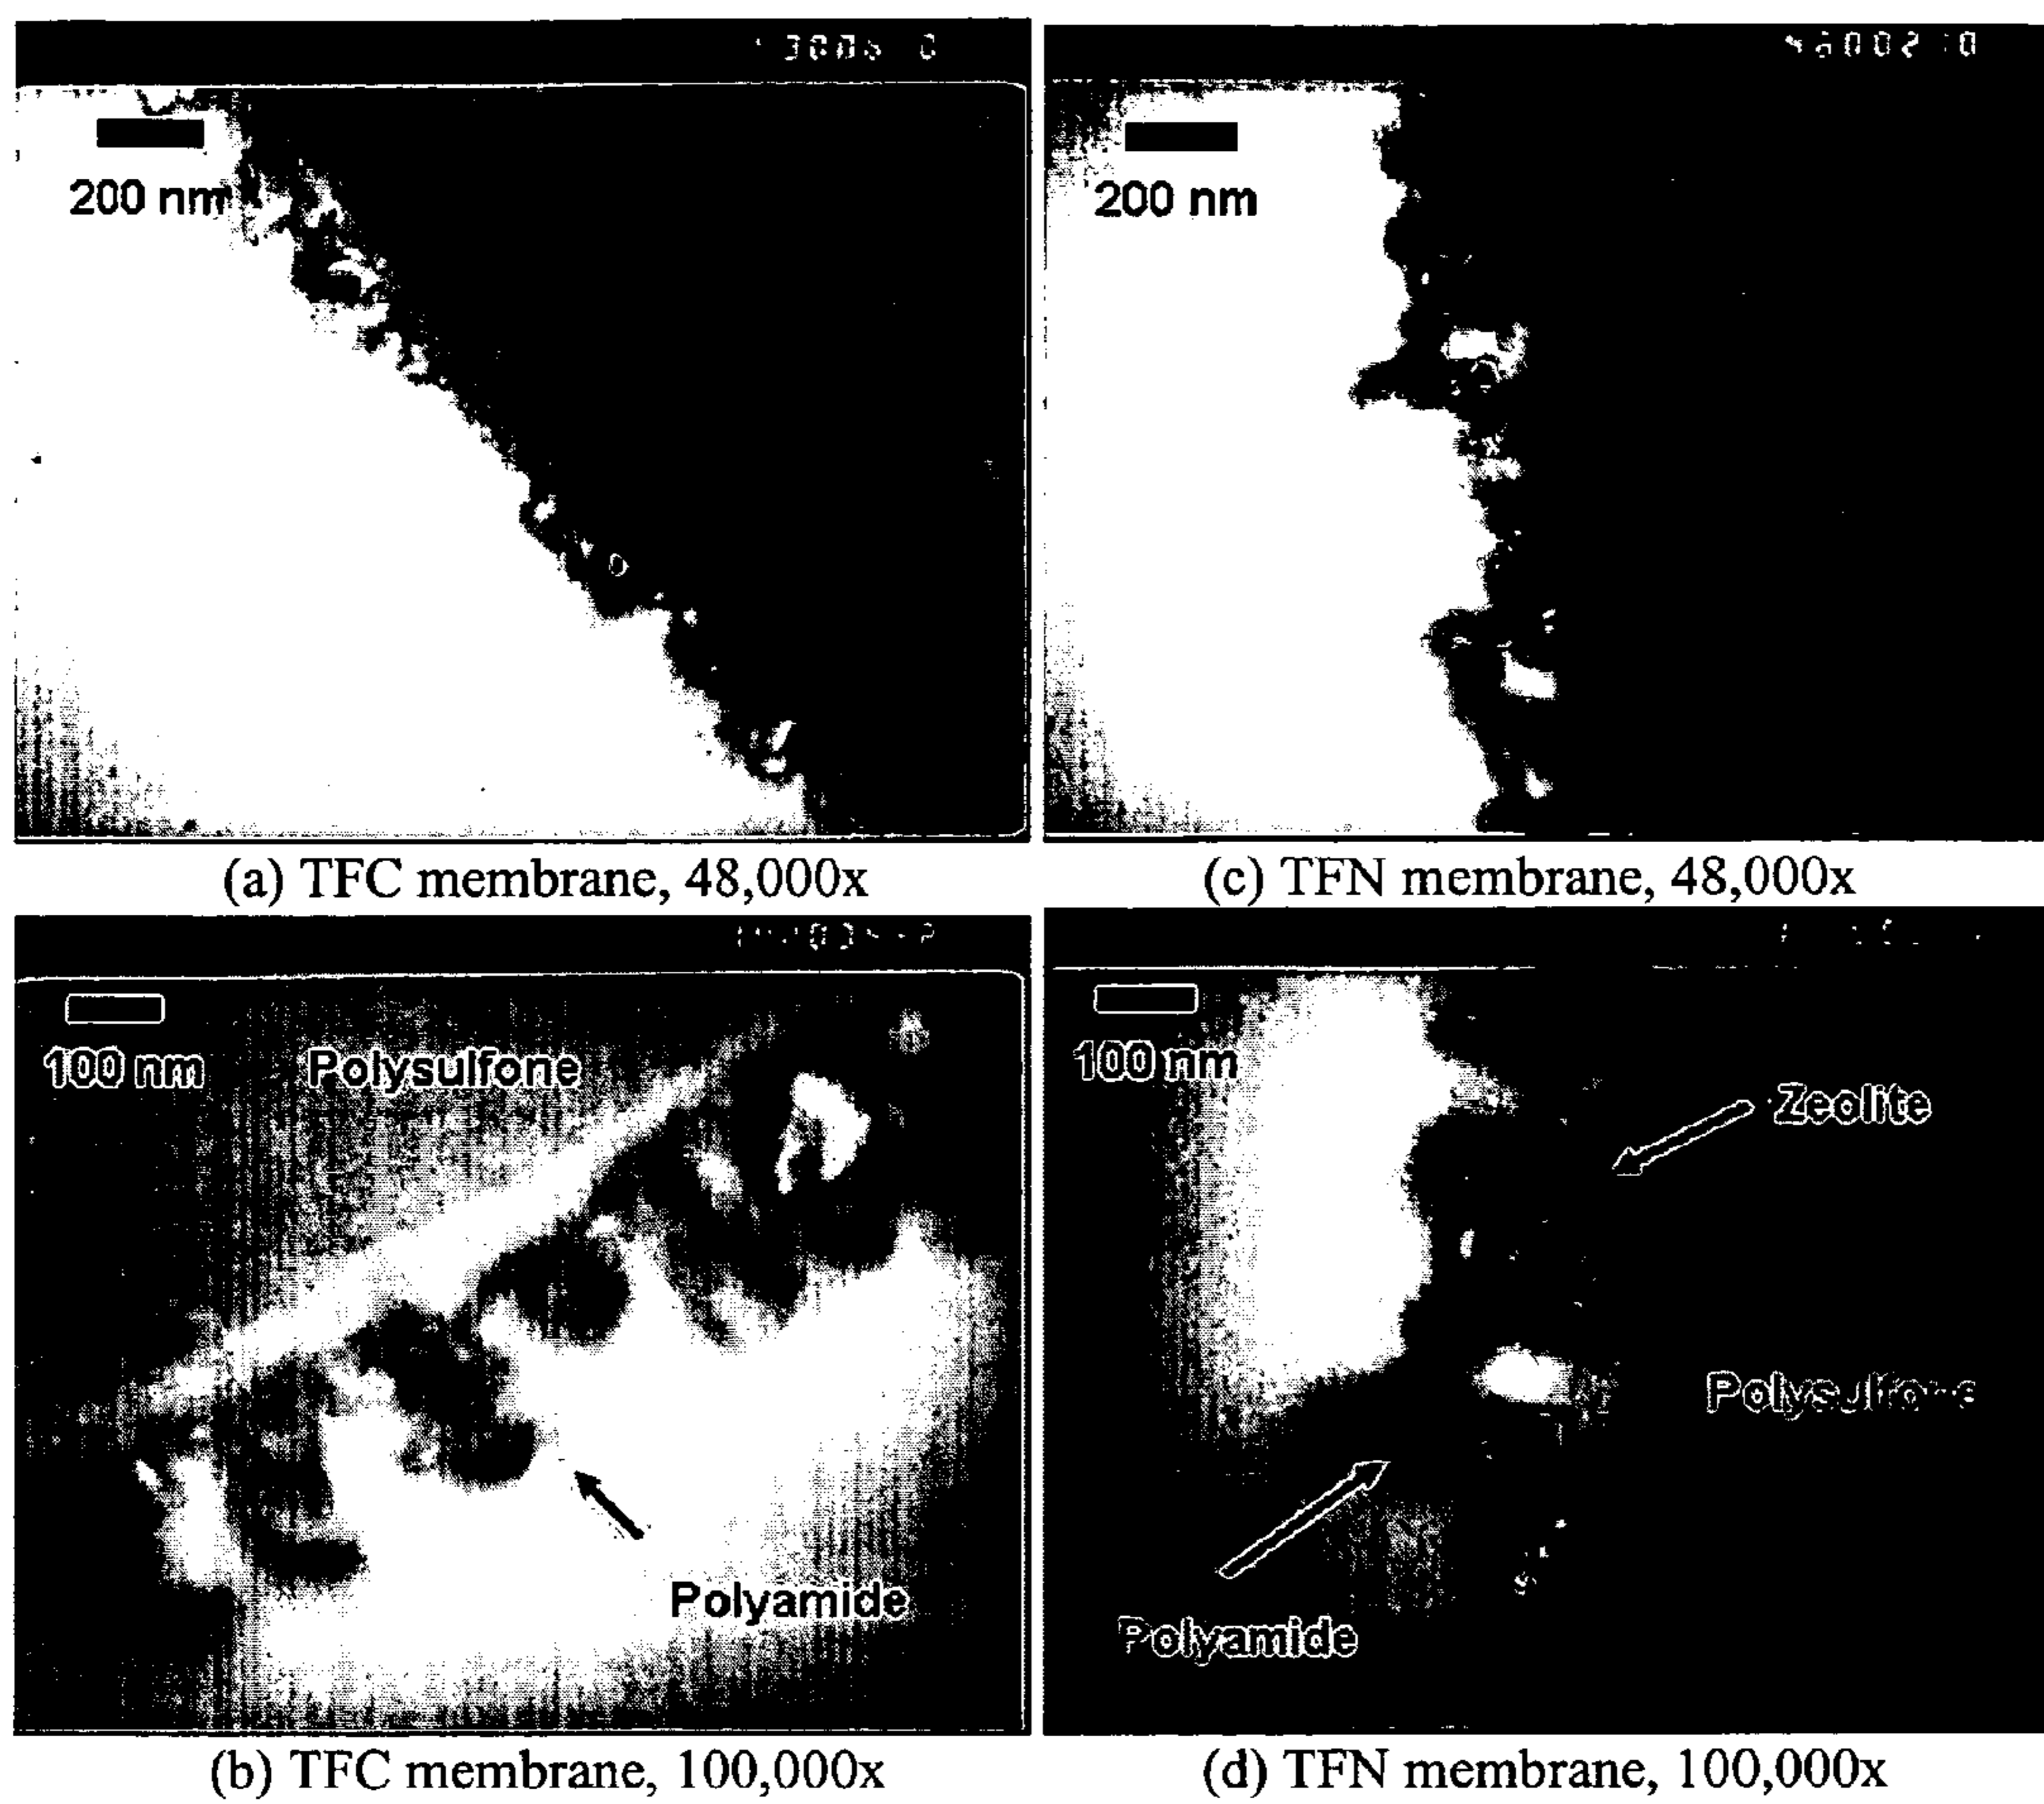 200 nm
200 nm
(a) TFC membrane, 48,000x
(c) TFN membrane, 48,000x
100 nm
Polysulfone
Polyamide
100 nm
Zeolite
Polysulfone
Polyamide
(b) TFC membrane, 100,000x
(d) TFN membrane, 100,000x